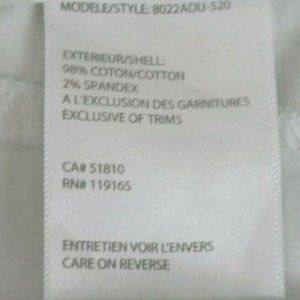 MODELE/STYLE: 8022ADU-520
EXTERIEUR/SHELL:
98% COTON/COTTON
2% SPANDEX
A L'EXCLUSION DES GARNITURES
EXCLUSIVE OF TRIMS
CA# 51810
RN# 119165
ENTRETIEN VOIR L'ENVERS
CARE ON REVERSE